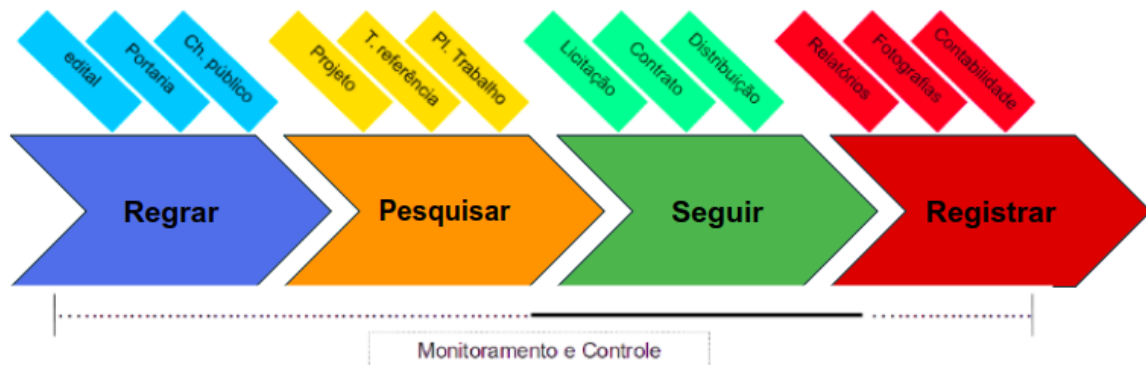 edital
Portaria
Ch. público
Projeto
T. referência
Pl. Trabalho
Licitação
Contrato
Distribuição
Relatórios
Fotografias
Contabilidade
Regrar
Pesquisar
Seguir
Registrar
Monitoramento e Controle